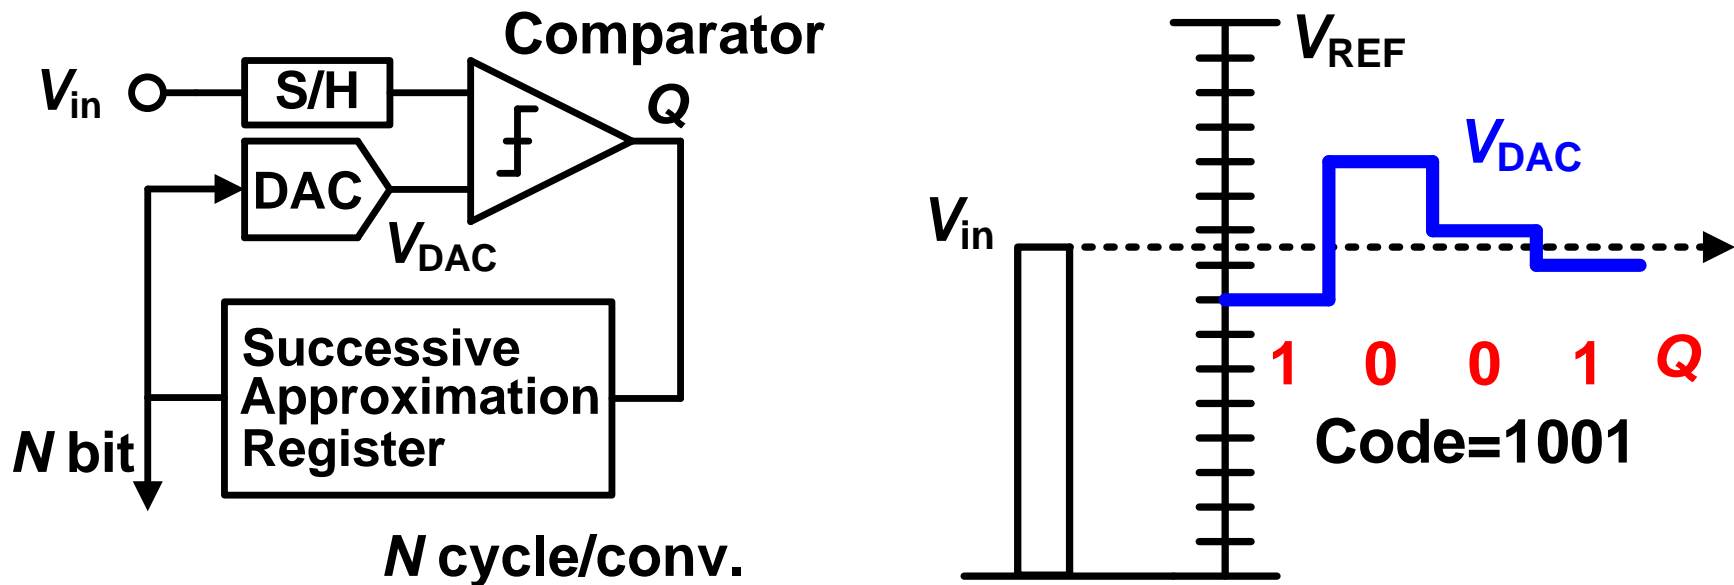 Comparator
Vin
S/H
Q
DAC
VDAC
Successive
Approximation
Register
N bit
N cycle/conv.
VREF
VDAC
Vin
1 0 0 1 Q
Code=1001